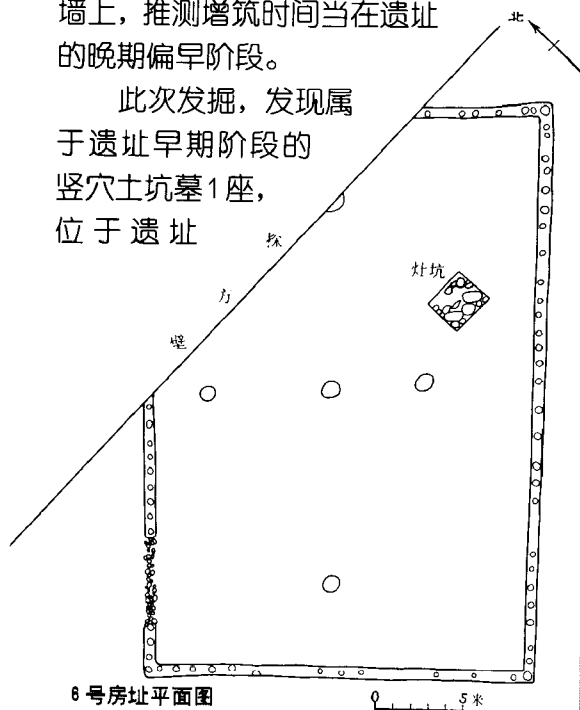 墙上，推测增筑时间当在遗址
的晚期偏早阶段。
此次发掘，发现属
于遗址早期阶段的
竖穴土坑墓1座，
位于遗址
北
探
方
壁
灶坑
6号房址平面图
0 5米